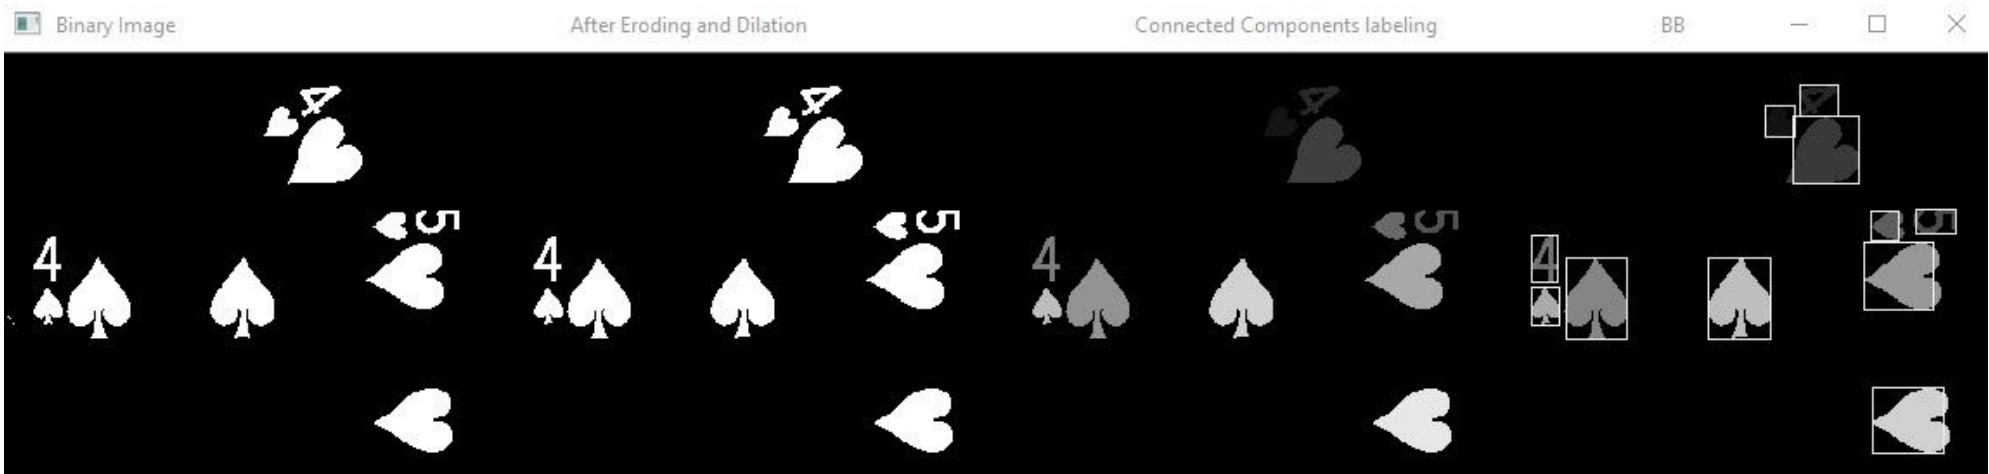 Binary Image After Eroding and Dilation Connected Components labeling BB
4 4 4
5 5 5 5
4 4 4 4